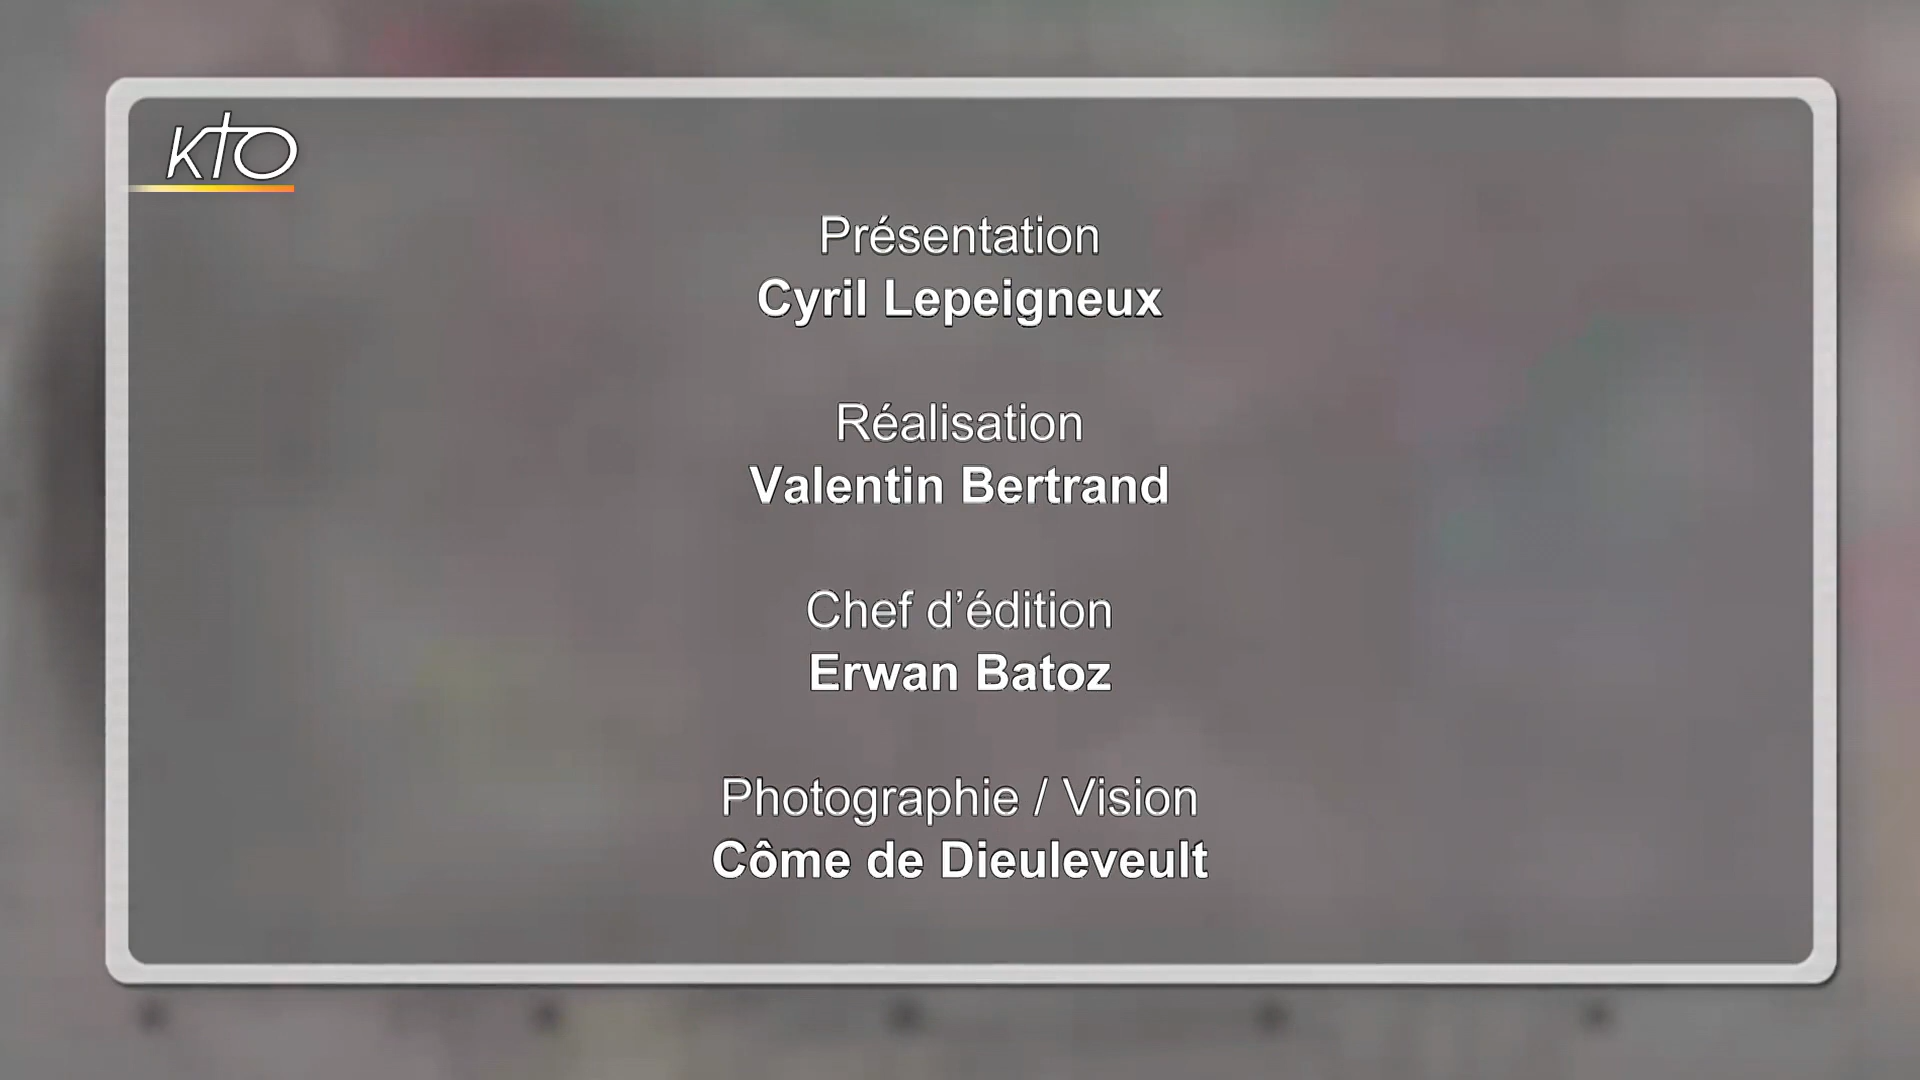 KTO
Présentation
Cyril Lepeigneux
Réalisation
Valentin Bertrand
Chef d’édition
Erwan Batoz
Photographie / Vision
Côme de Dieuleveult